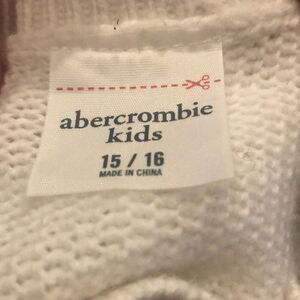 abercrombie
kids
15 / 16
MADE IN CHINA